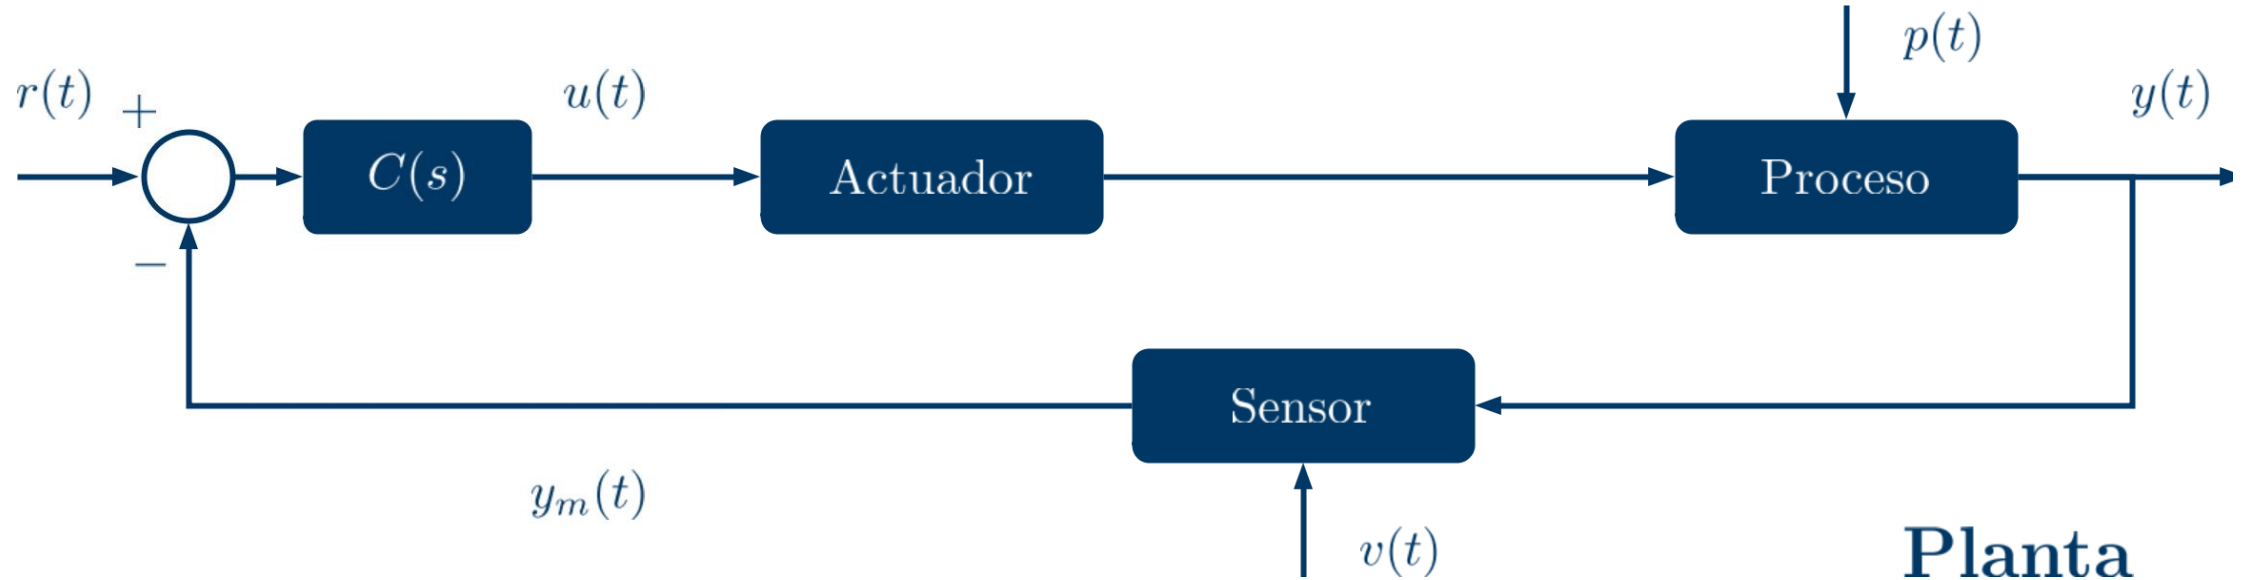 p(t)
r(t) + u(t) y(t)
C(s) Actuador Proceso
−
Sensor
y_m(t)
v(t)
Planta